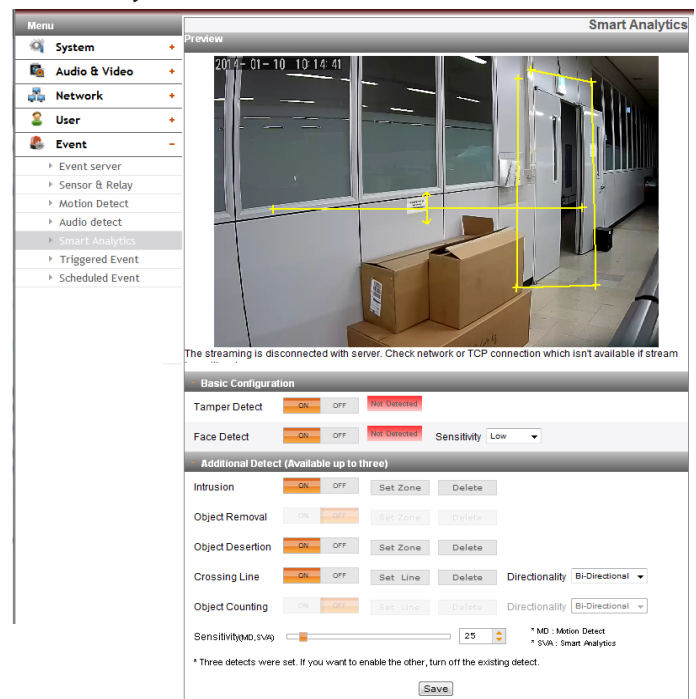 Menu
System +
Audio & Video +
Network +
User +
Event -
Event server
Sensor & Relay
Motion Detect
Audio detect
Smart Analytics
Triggered Event
Scheduled Event
Smart Analytics
Preview
2014-01-10 10:14:41
The streaming is disconnected with server. Check network or TCP connection which isn't available if stream
Basic Configuration
Tamper Detect ON OFF Not Detected
Face Detect ON OFF Not Detected Sensitivity Low
Additional Detect (Available up to three)
Intrusion ON OFF Set Zone Delete
Object Removal ON OFF Set Zone Delete
Object Desertion ON OFF Set Zone Delete
Crossing Line ON OFF Set Line Delete Directionality Bi-Directional
Object Counting ON OFF Set Line Delete Directionality Bi-Directional
Sensitivity(MD,SVA) 25 * MD : Motion Detect
* SVA : Smart Analytics
* Three detects were set. If you want to enable the other, turn off the existing detect.
Save